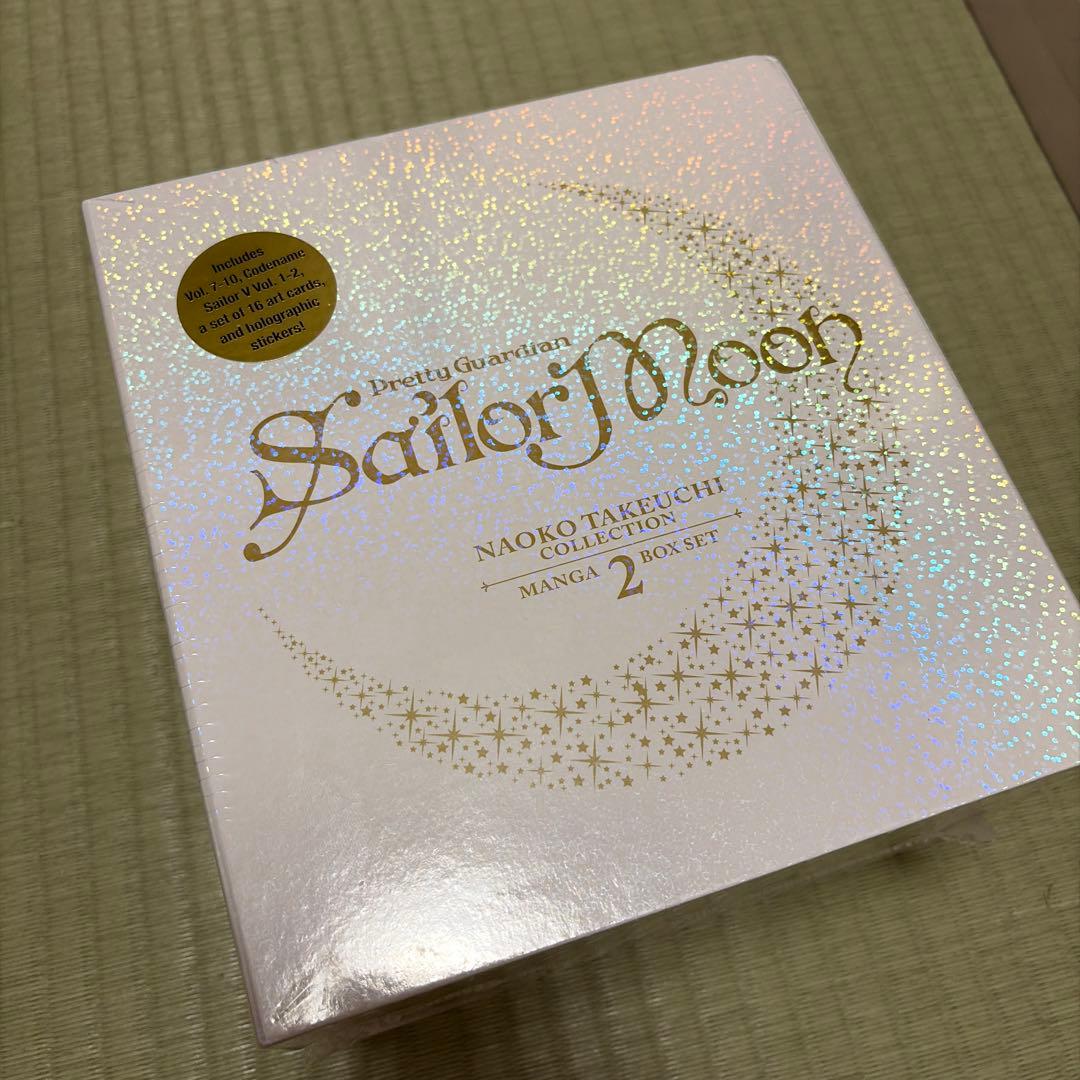 Includes
Vol. 7-10, Codename
Sailor V Vol. 1-2,
a set of 16 art cards,
and holographic
stickers!
Pretty Guardian
Sailor Moon
NAOKO TAKEUCHI
COLLECTION
MANGA 2 BOX SET